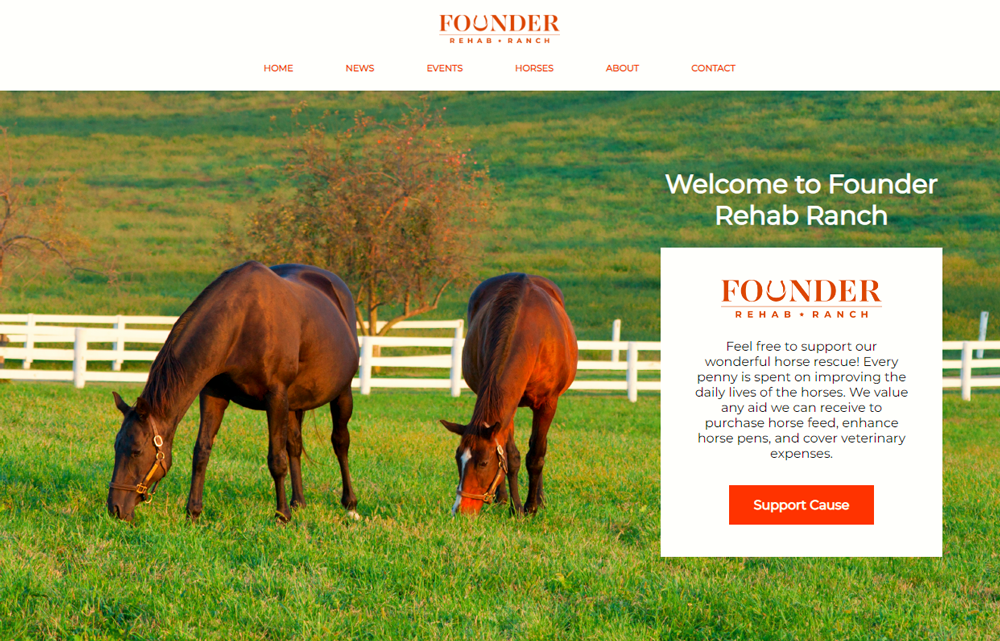 FOUNDER
REHAB • RANCH
HOME NEWS EVENTS HORSES ABOUT CONTACT
Welcome to Founder
Rehab Ranch
FOUNDER
REHAB • RANCH
Feel free to support our
wonderful horse rescue! Every
penny is spent on improving the
daily lives of the horses. We value
any aid we can receive to
purchase horse feed, enhance
horse pens, and cover veterinary
expenses.
Support Cause